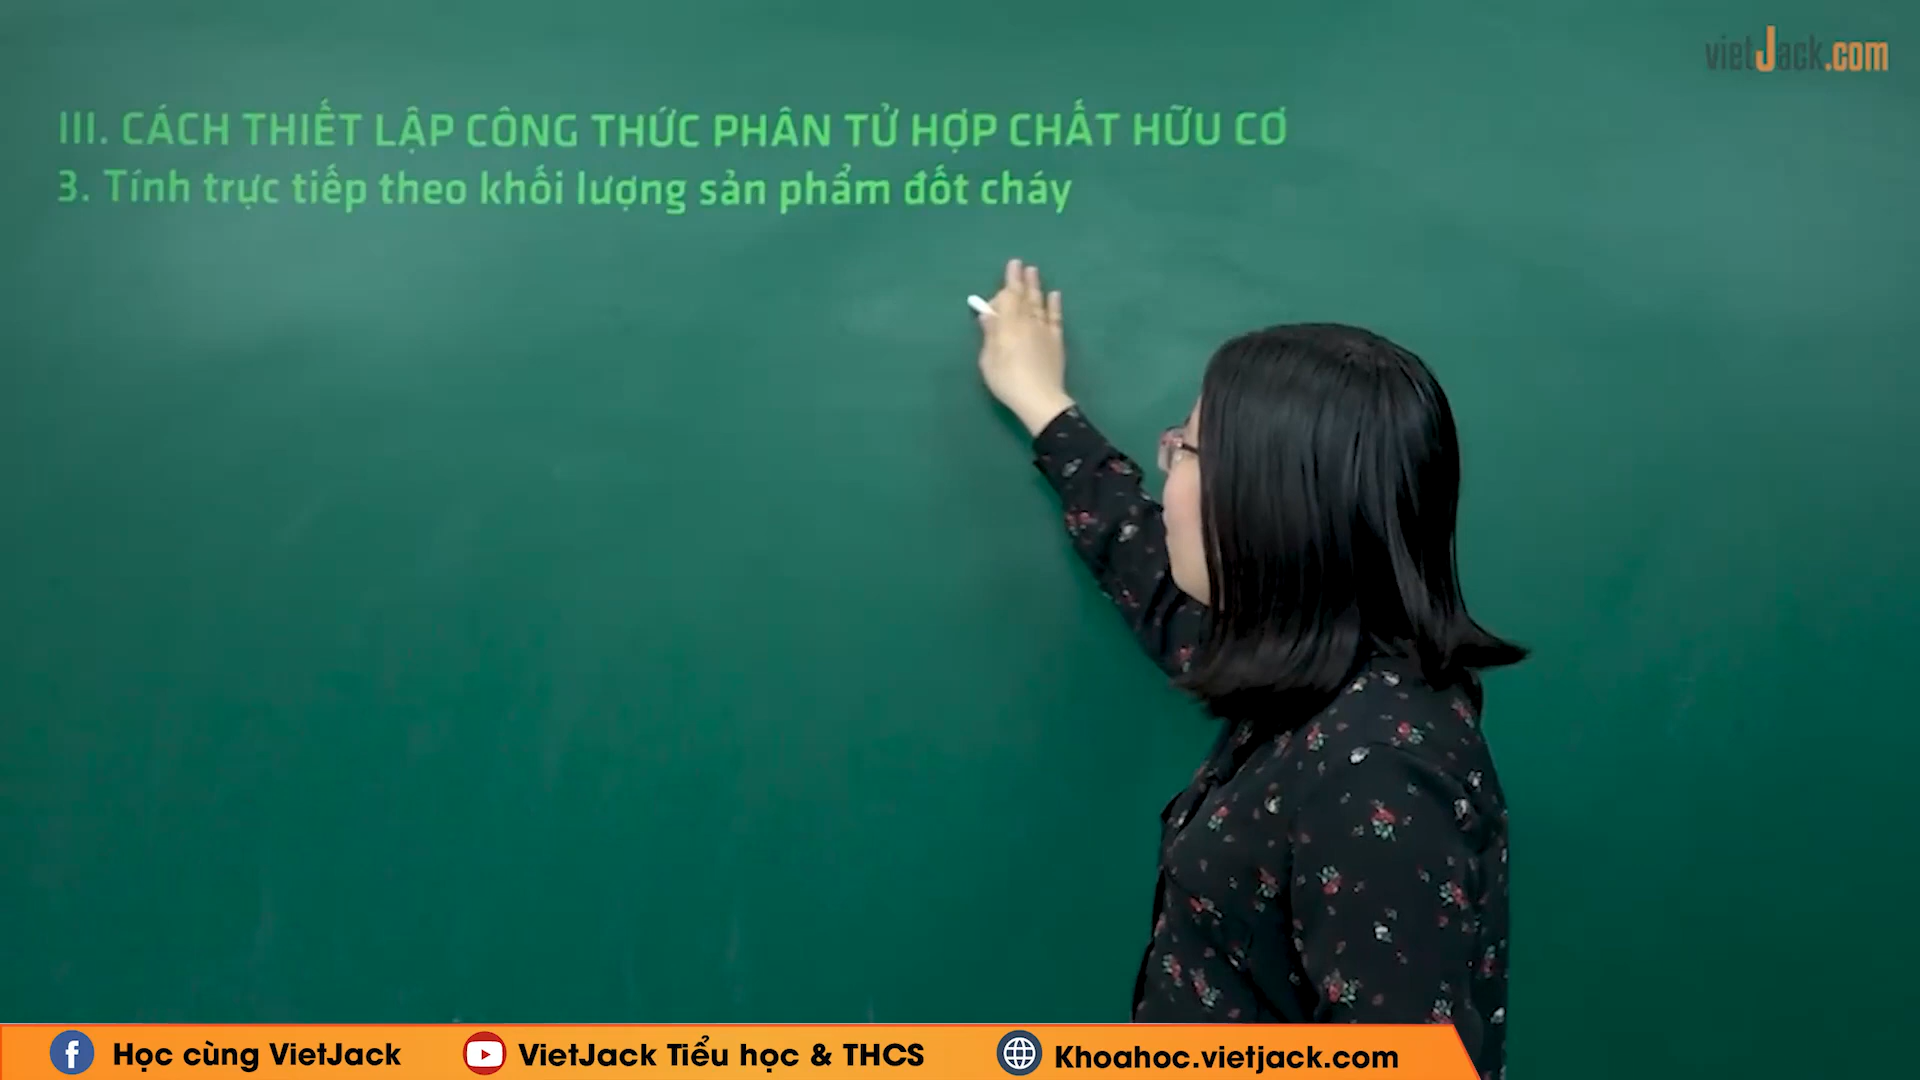 vietJack.com
III. CÁCH THIẾT LẬP CÔNG THỨC PHÂN TỬ HỢP CHẤT HỮU CƠ
3. Tính trực tiếp theo khối lượng sản phẩm đốt cháy
Học cùng VietJack
VietJack Tiểu học & THCS
Khoahoc.vietjack.com